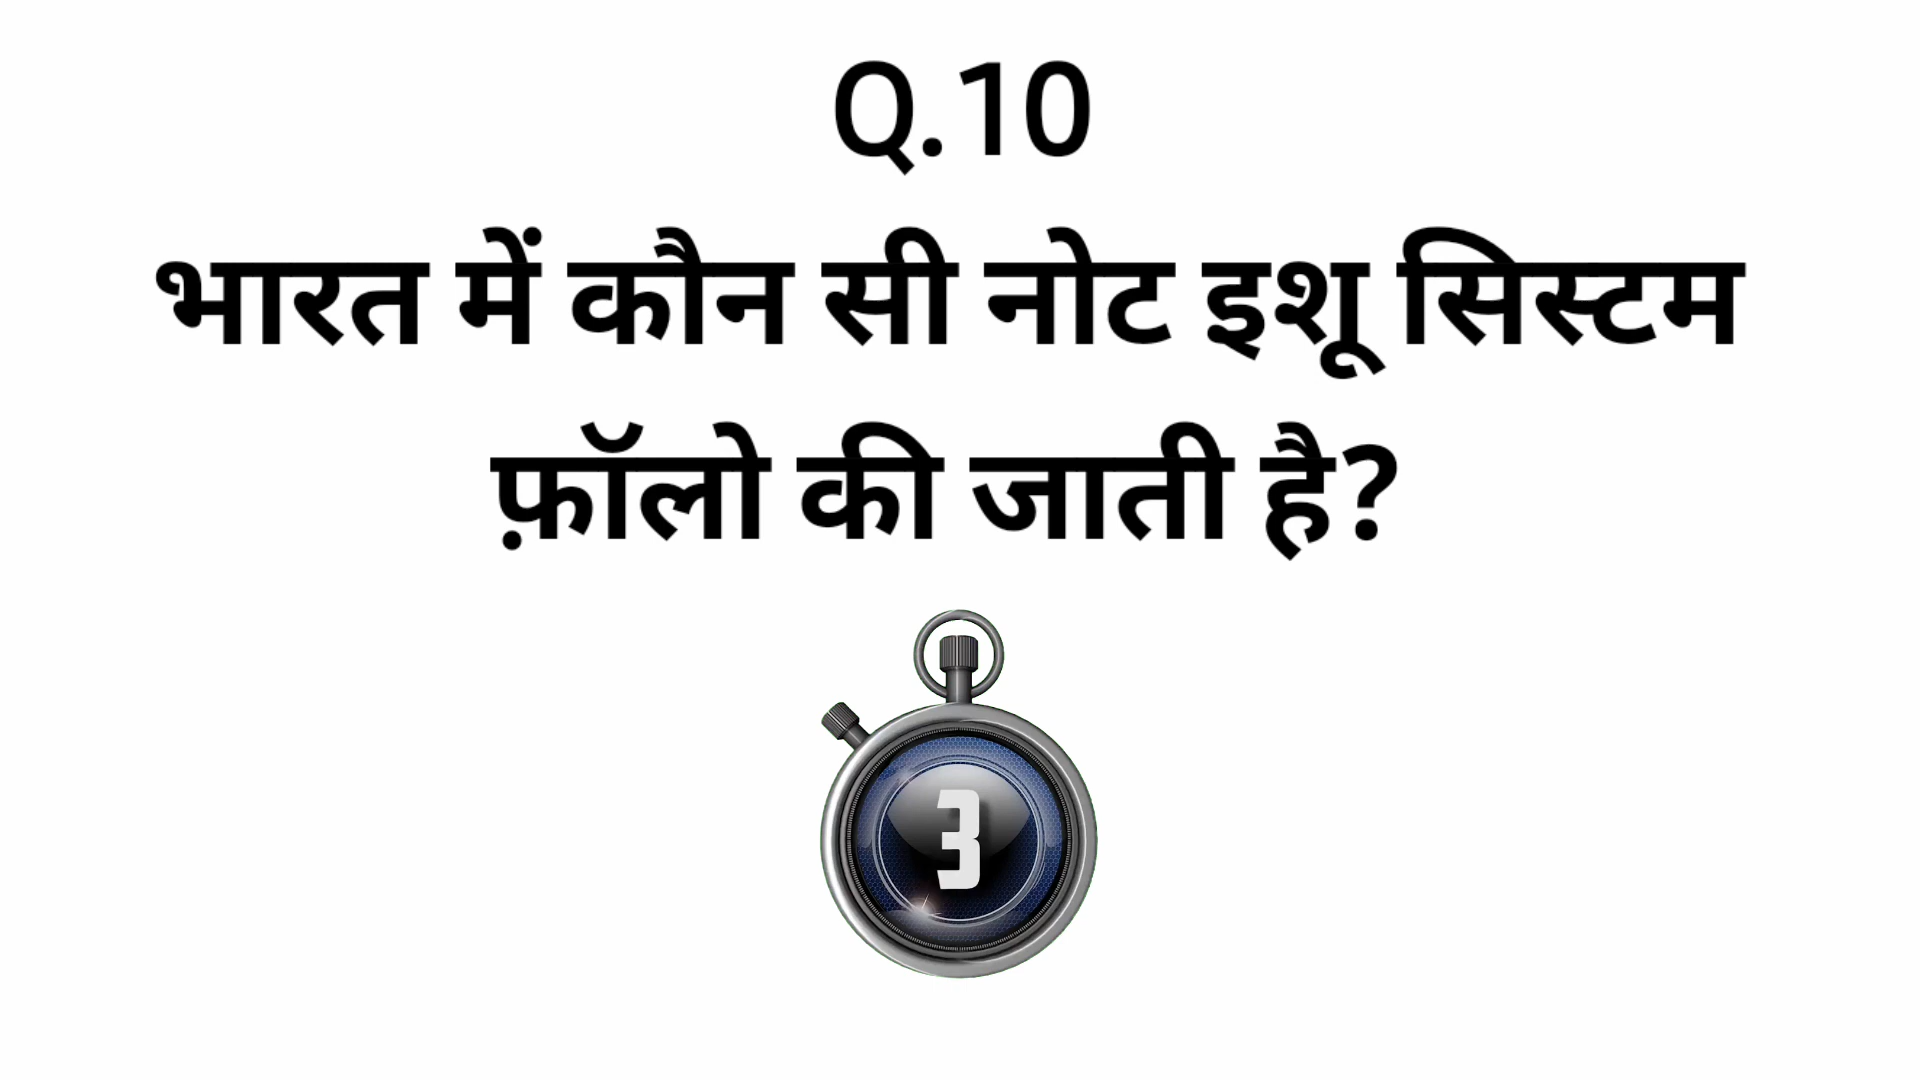 Q.10
भारत में कौन सी नोट इशू सिस्टम
फ़ॉलो की जाती है?
3